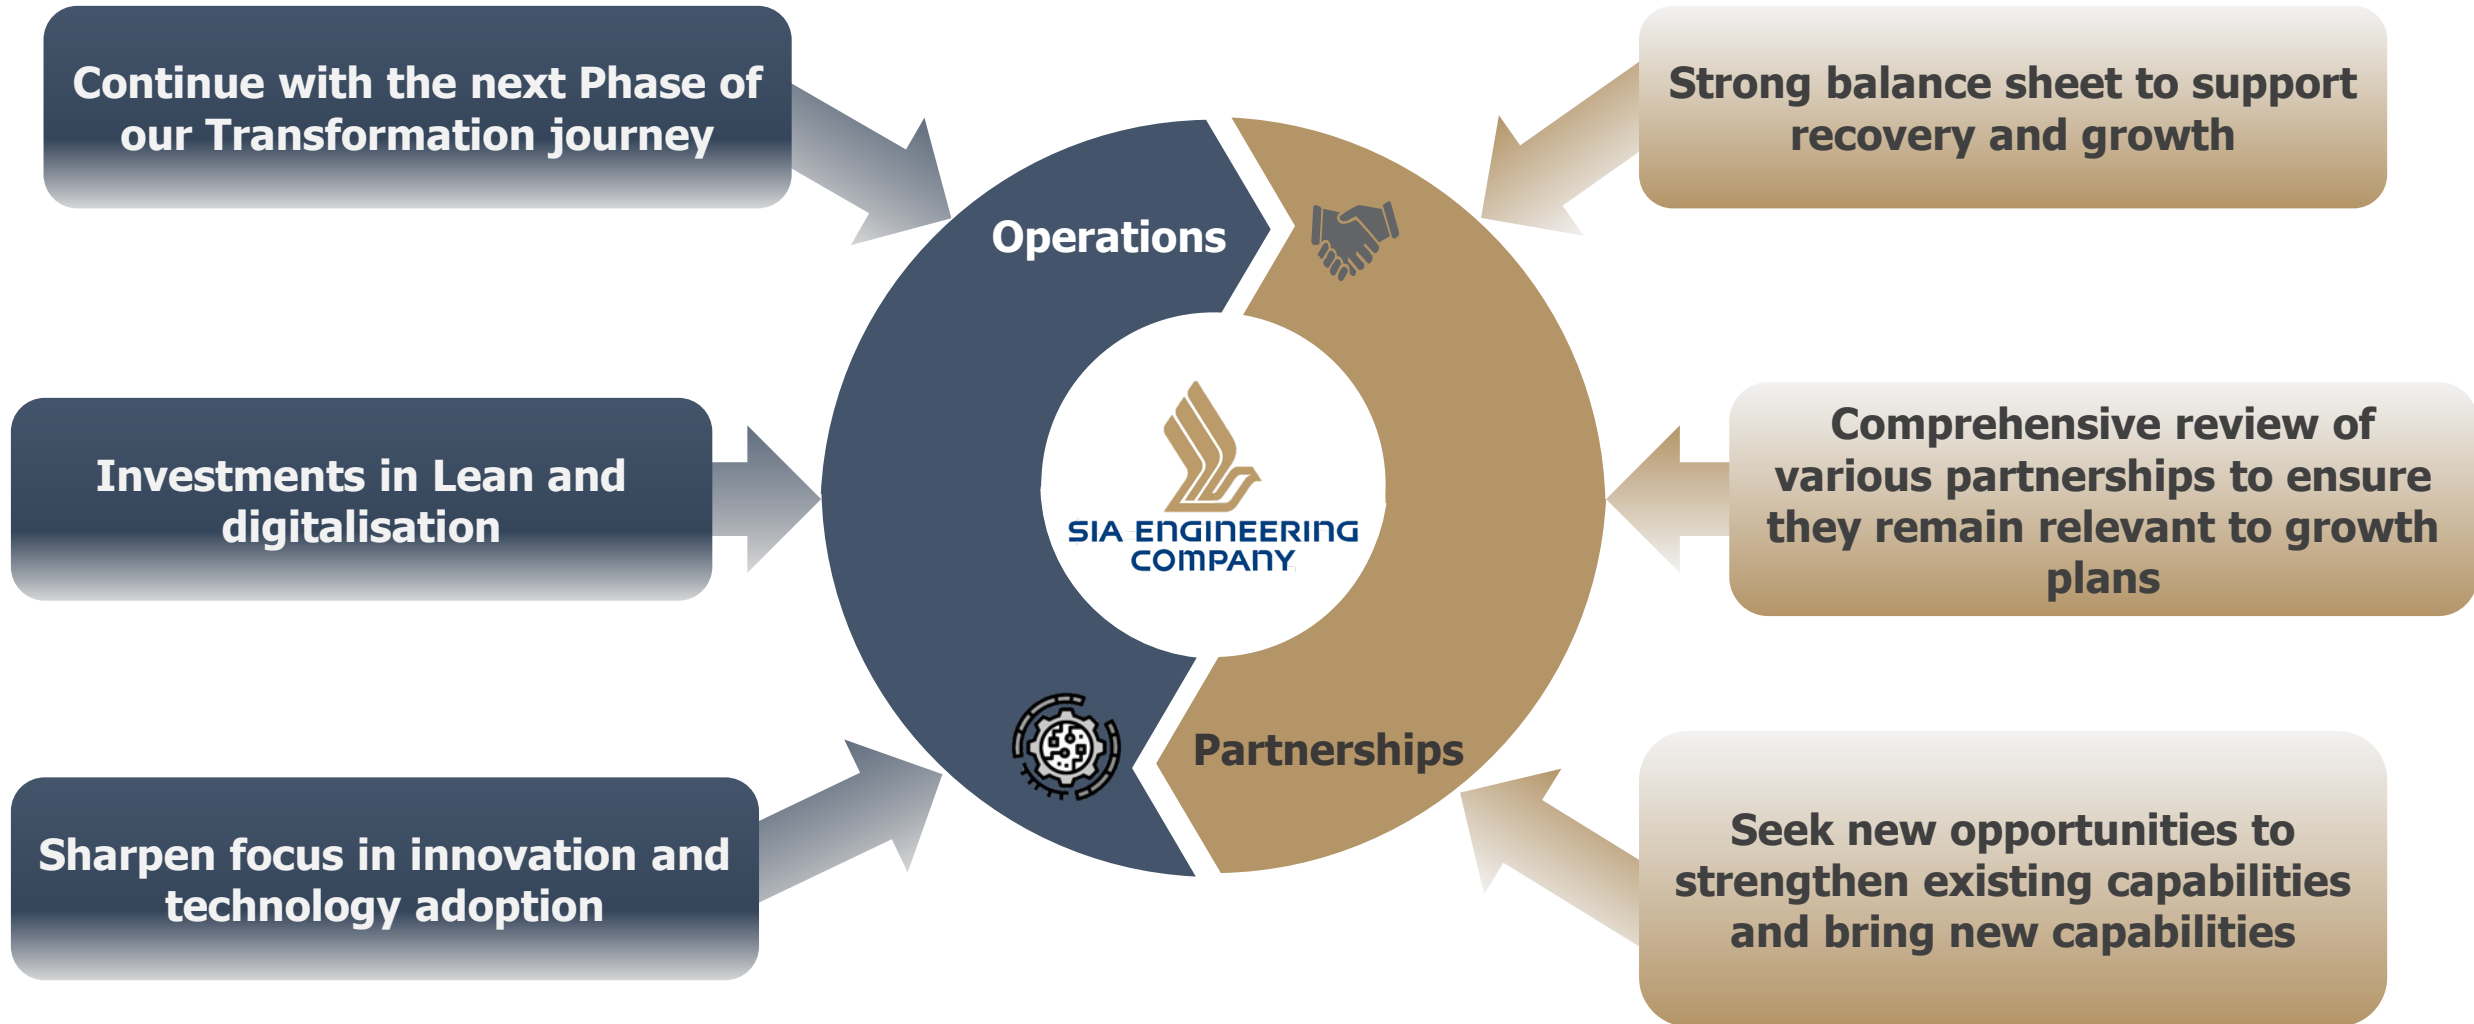 Continue with the next Phase of
our Transformation journey
Investments in Lean and
digitalisation
Sharpen focus in innovation and
technology adoption
Operations
SIA ENGINEERING
COMPANY
Partnerships
Strong balance sheet to support
recovery and growth
Comprehensive review of
various partnerships to ensure
they remain relevant to growth
plans
Seek new opportunities to
strengthen existing capabilities
and bring new capabilities